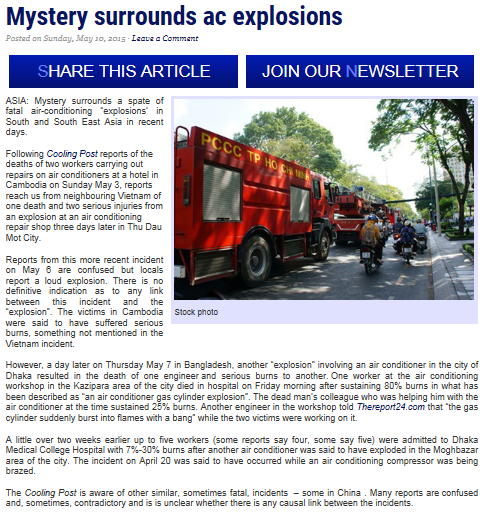 Mystery surrounds ac explosions
Posted on Sunday, May 10, 2015 · Leave a Comment
SHARE THIS ARTICLE
JOIN OUR NEWSLETTER
ASIA: Mystery surrounds a spate of
fatal air-conditioning "explosions' in
South and South East Asia in recent
days.
Following Cooling Post reports of the
deaths of two workers carrying out
repairs on air conditioners at a hotel in
Cambodia on Sunday May 3, reports
reach us from neighbouring Vietnam of
one death and two serious injuries from
an explosion at an air conditioning
repair shop three days later in Thu Dau
Mot City.
PCCC TP HO CHI MINH
Stock photo
Reports from this more recent incident
on May 6 are confused but locals
report a loud explosion. There is no
definitive indication as to any link
between this incident and the
"explosion". The victims in Cambodia
were said to have suffered serious
burns, something not mentioned in the
Vietnam incident.
However, a day later on Thursday May 7 in Bangladesh, another "explosion" involving an air conditioner in the city of
Dhaka resulted in the death of one engineer and serious burns to another. One worker at the air conditioning
workshop in the Kazipara area of the city died in hospital on Friday morning after sustaining 80% burns in what has
been described as "an air conditioner gas cylinder explosion". The dead man's colleague who was helping him with the
air conditioner at the time sustained 25% burns. Another engineer in the workshop told Thereport24.com that "the gas
cylinder suddenly burst into flames with a bang" while the two victims were working on it.
A little over two weeks earlier up to five workers (some reports say four, some say five) were admitted to Dhaka
Medical College Hospital with 7%-30% burns after another air conditioner was said to have exploded in the Moghbazar
area of the city. The incident on April 20 was said to have occurred while an air conditioning compressor was being
brazed.
The Cooling Post is aware of other similar, sometimes fatal, incidents – some in China . Many reports are confused
and, sometimes, contradictory and is is unclear whether there is any causal link between the incidents.